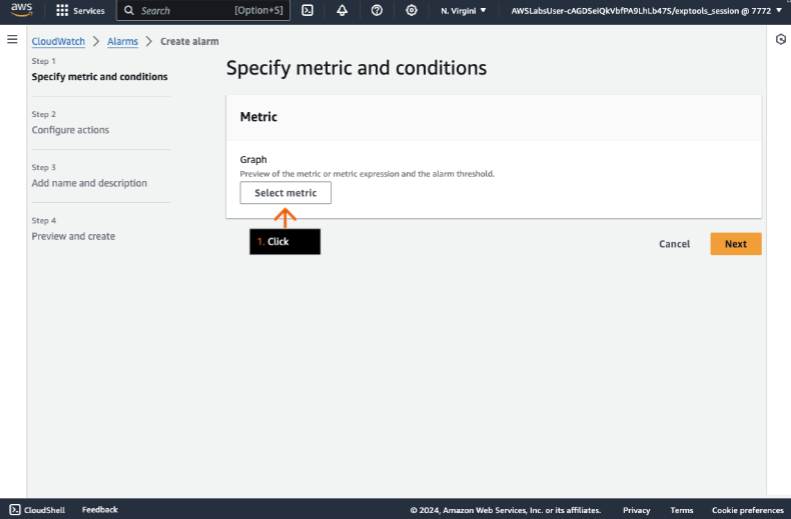 aws
Services
Search
[Option+S]
N. Virgini
AWSLabsUser-cAGDSeiQkVbfPA9LhLb47S/exptools_session @ 7772
CloudWatch > Alarms > Create alarm
Step 1
Specify metric and conditions
Step 2
Configure actions
Step 3
Add name and description
Step 4
Preview and create
Specify metric and conditions
Metric
Graph
Preview of the metric or metric expression and the alarm threshold.
Select metric
1. Click
Cancel
Next
CloudShell
Feedback
© 2024, Amazon Web Services, Inc. or its affiliates.
Privacy
Terms
Cookie preferences